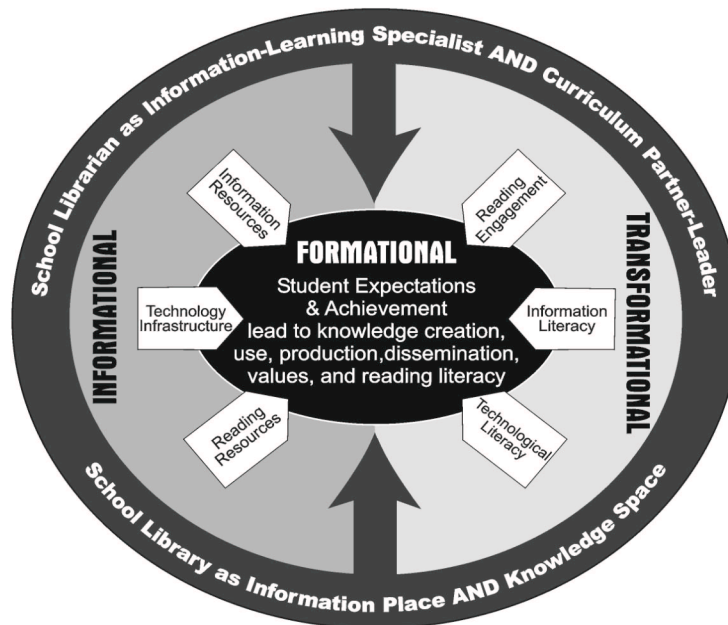 School Librarian as Information-Learning Specialist AND Curriculum Partner-Leader
INFORMATIONAL
Information
Resources
Technology
Infrastructure
Reading
Resources
FORMATIONAL
Student Expectations
& Achievement
lead to knowledge creation,
use, production,dissemination,
values, and reading literacy
Reading
Engagement
Information
Literacy
Technological
Literacy
TRANSFORMATIONAL
School Library as Information Place AND Knowledge Space